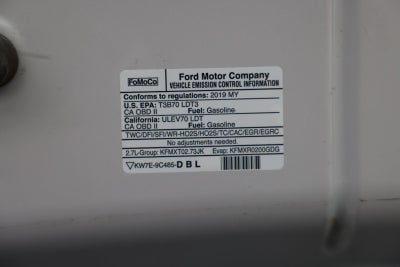 FoMoCo
Ford Motor Company
VEHICLE EMISSION CONTROL INFORMATION
Conforms to regulations: 2019 MY
U.S. EPA: T3B70 LDT3
CA OBD II Fuel: Gasoline
California: ULEV70 LDT
CA OBD II Fuel: Gasoline
TWC/DFI/SFI/WR-HO2S/HO2S/TC/CAC/EGR/EGRC
No adjustments needed.
2.7L-Group: KFMXT02.73JK Evap: KFMXR0200GDG
KW7E-9C485-DBL